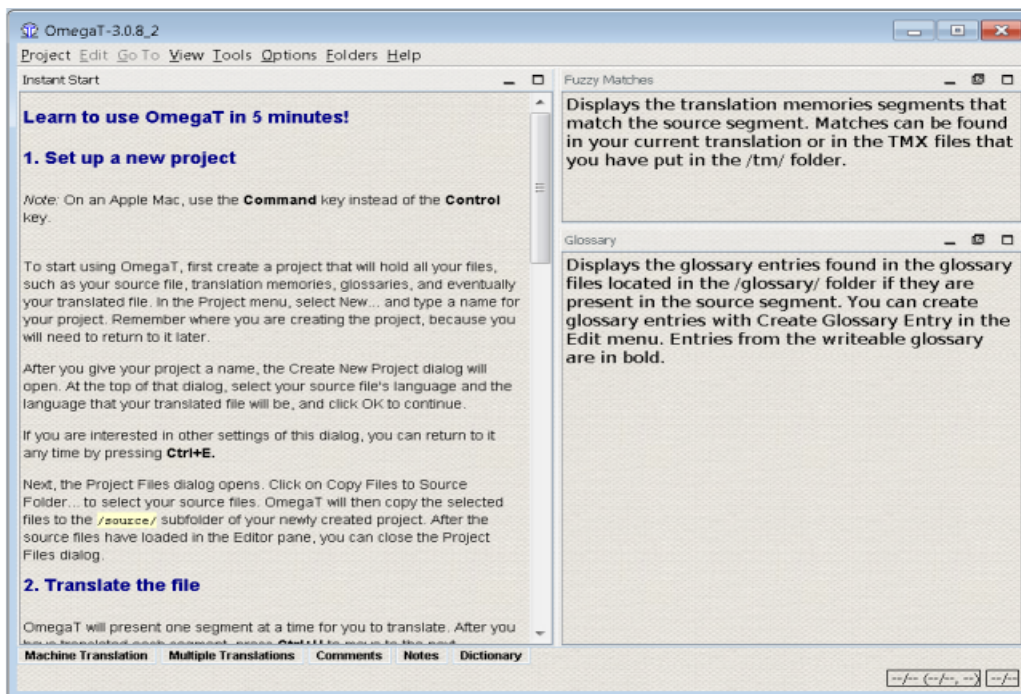 OmegaT-3.0.8_2
Project Edit Go To View Tools Options Folders Help
Instant Start
Learn to use OmegaT in 5 minutes!
1. Set up a new project
Note: On an Apple Mac, use the Command key instead of the Control
key.
To start using OmegaT, first create a project that will hold all your files,
such as your source file, translation memories, glossaries, and eventually
your translated file. In the Project menu, select New... and type a name for
your project. Remember where you are creating the project, because you
will need to return to it later.
After you give your project a name, the Create New Project dialog will
open. At the top of that dialog, select your source file's language and the
language that your translated file will be, and click OK to continue.
If you are interested in other settings of this dialog, you can return to it
any time by pressing Ctrl+E.
Next, the Project Files dialog opens. Click on Copy Files to Source
Folder... to select your source files. OmegaT will then copy the selected
files to the /source/ subfolder of your newly created project. After the
source files have loaded in the Editor pane, you can close the Project
Files dialog.
2. Translate the file
OmegaT will present one segment at a time for you to translate. After you
have translated each segment, press Ctrl+U to move to the next
Machine Translation Multiple Translations Comments Notes Dictionary
Fuzzy Matches
Displays the translation memories segments that
match the source segment. Matches can be found
in your current translation or in the TMX files that
you have put in the /tm/ folder.
Glossary
Displays the glossary entries found in the glossary
files located in the /glossary/ folder if they are
present in the source segment. You can create
glossary entries with Create Glossary Entry in the
Edit menu. Entries from the writeable glossary
are in bold.
--/-- (--/--, --) --/--